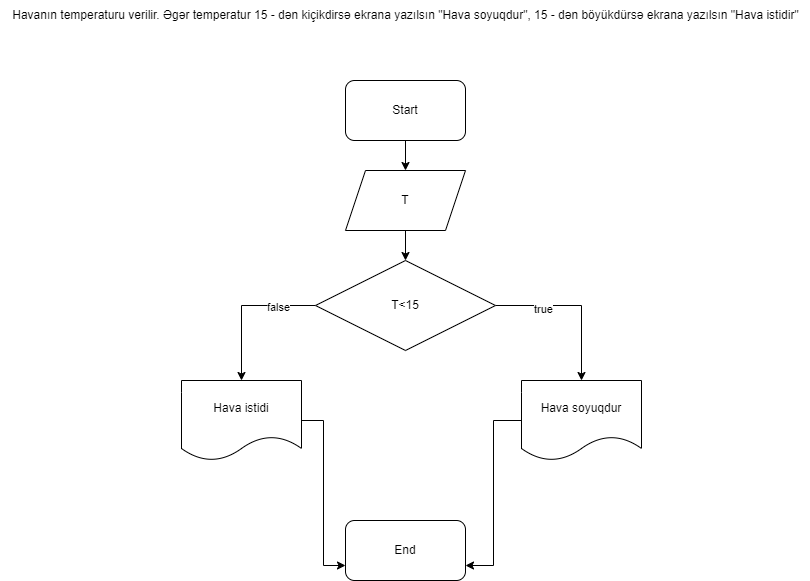 Havanın temperaturu verilir. Əgər temperatur 15 - dən kiçikdirsə ekrana yazılsın "Hava soyuqdur", 15 - dən böyükdürsə ekrana yazılsın "Hava istidir"
Start
T
T<15
false
true
Hava istidi
Hava soyuqdur
End